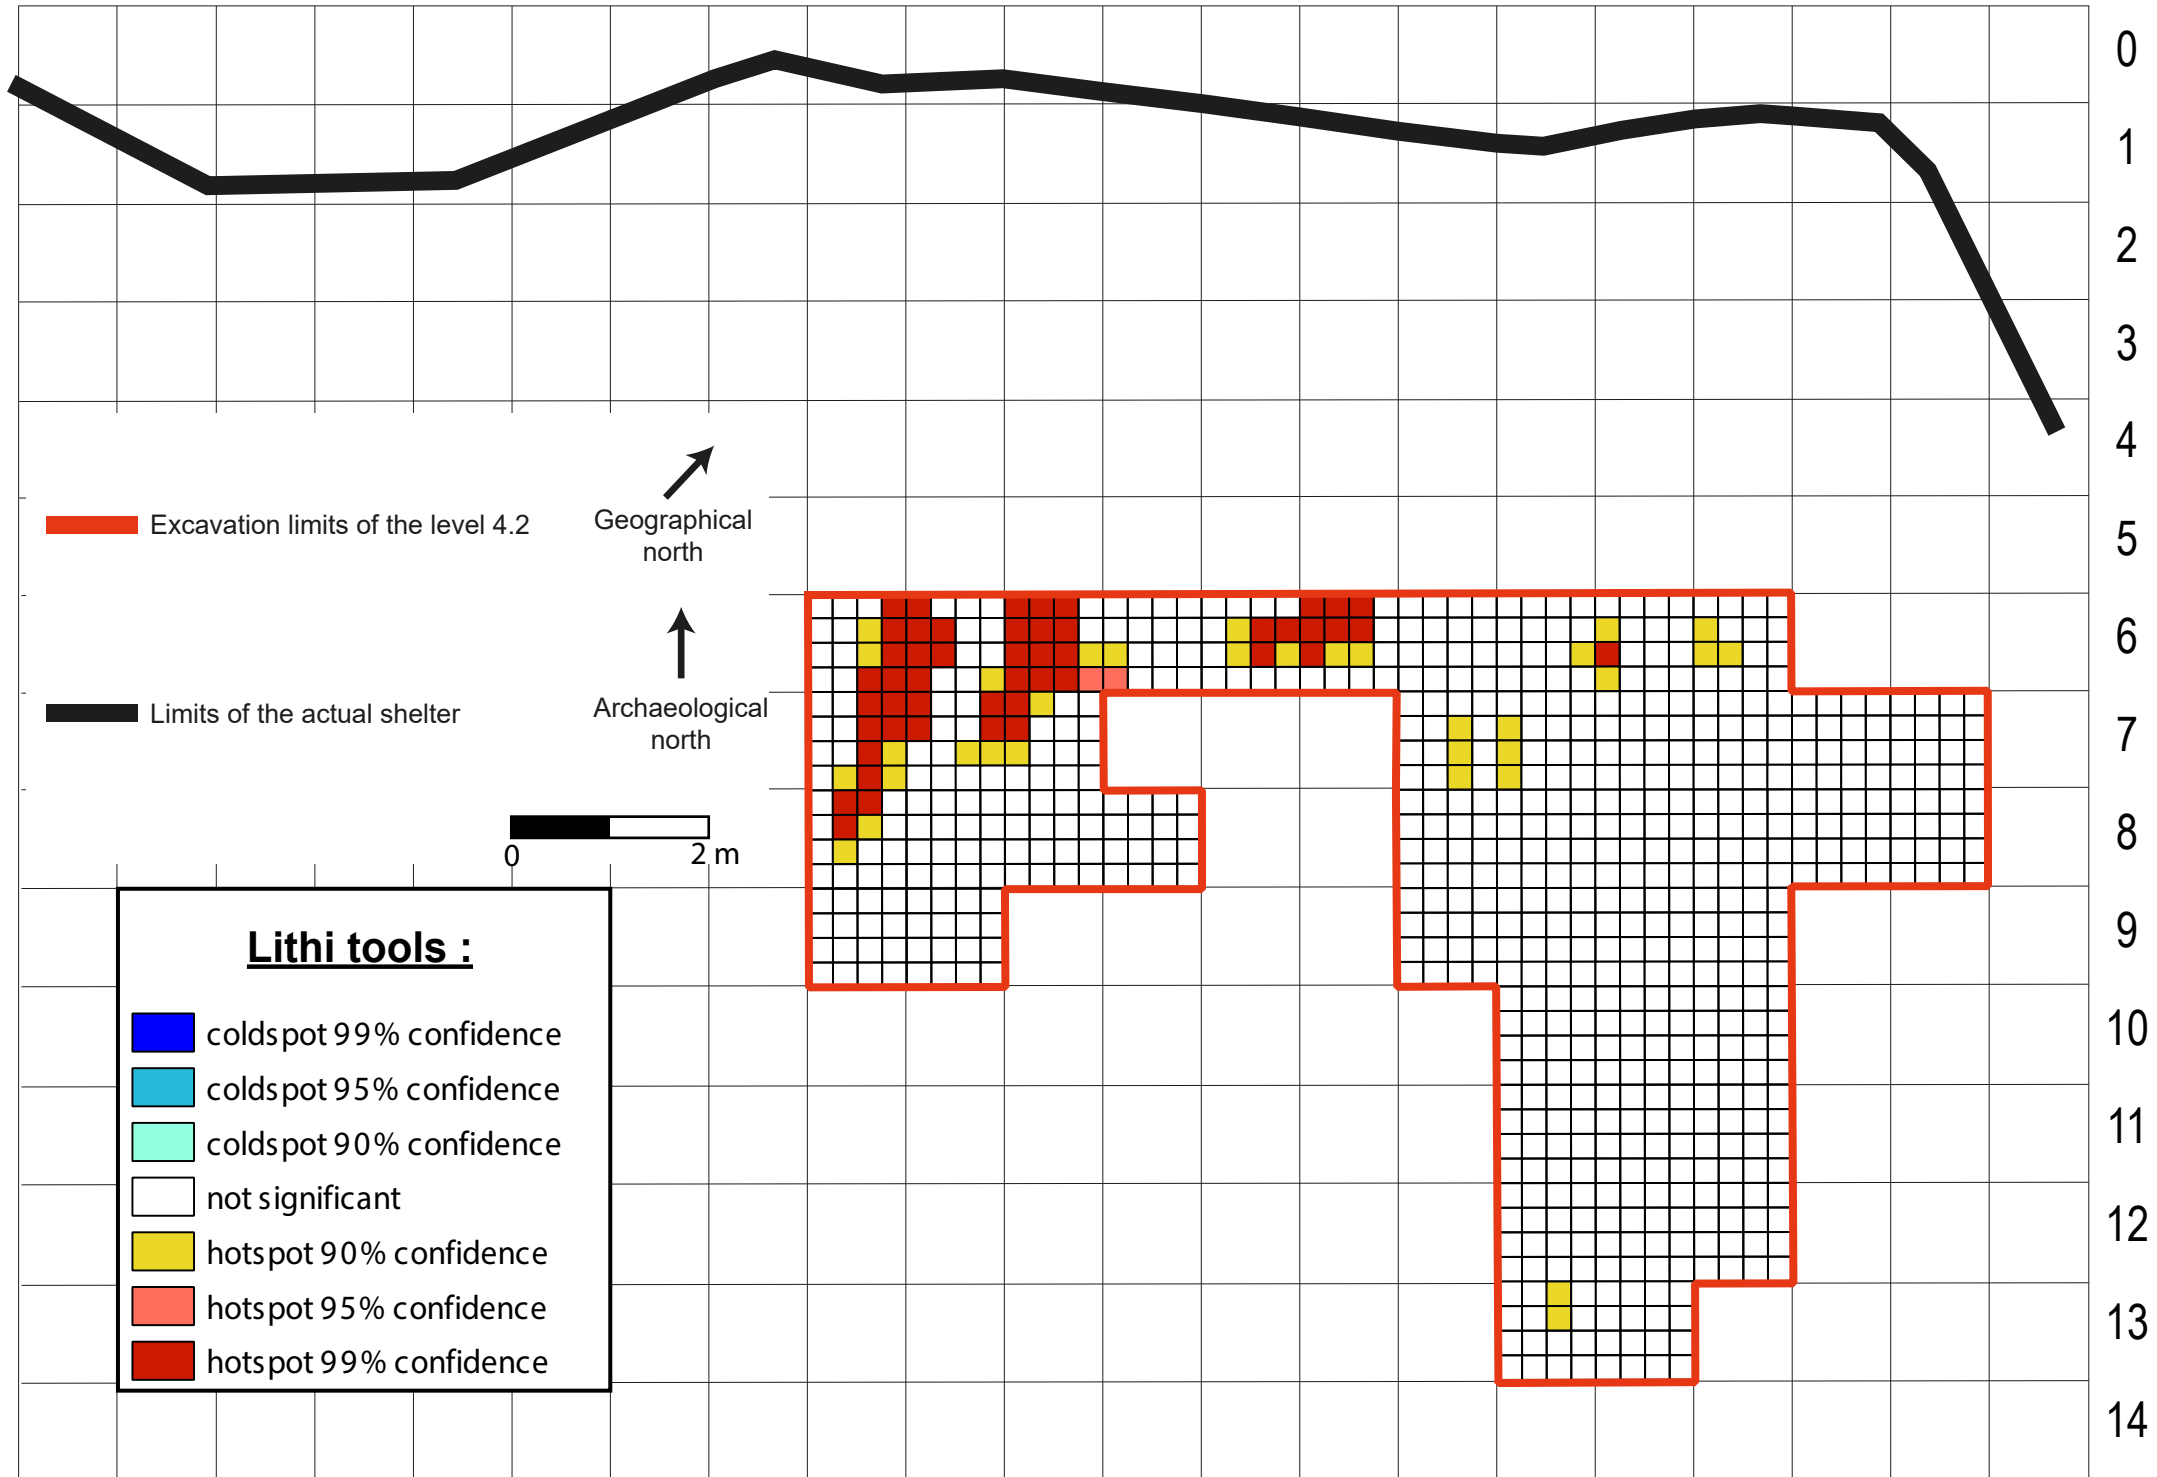 0
1
2
3
4
5
6
7
8
9
10
11
12
13
14
Geographical
north
Excavation limits of the level 4.2
Archaeological
north
Limits of the actual shelter
0 2 m
Lithi tools :
coldspot 99% confidence
coldspot 95% confidence
coldspot 90% confidence
not significant
hotspot 90% confidence
hotspot 95% confidence
hotspot 99% confidence